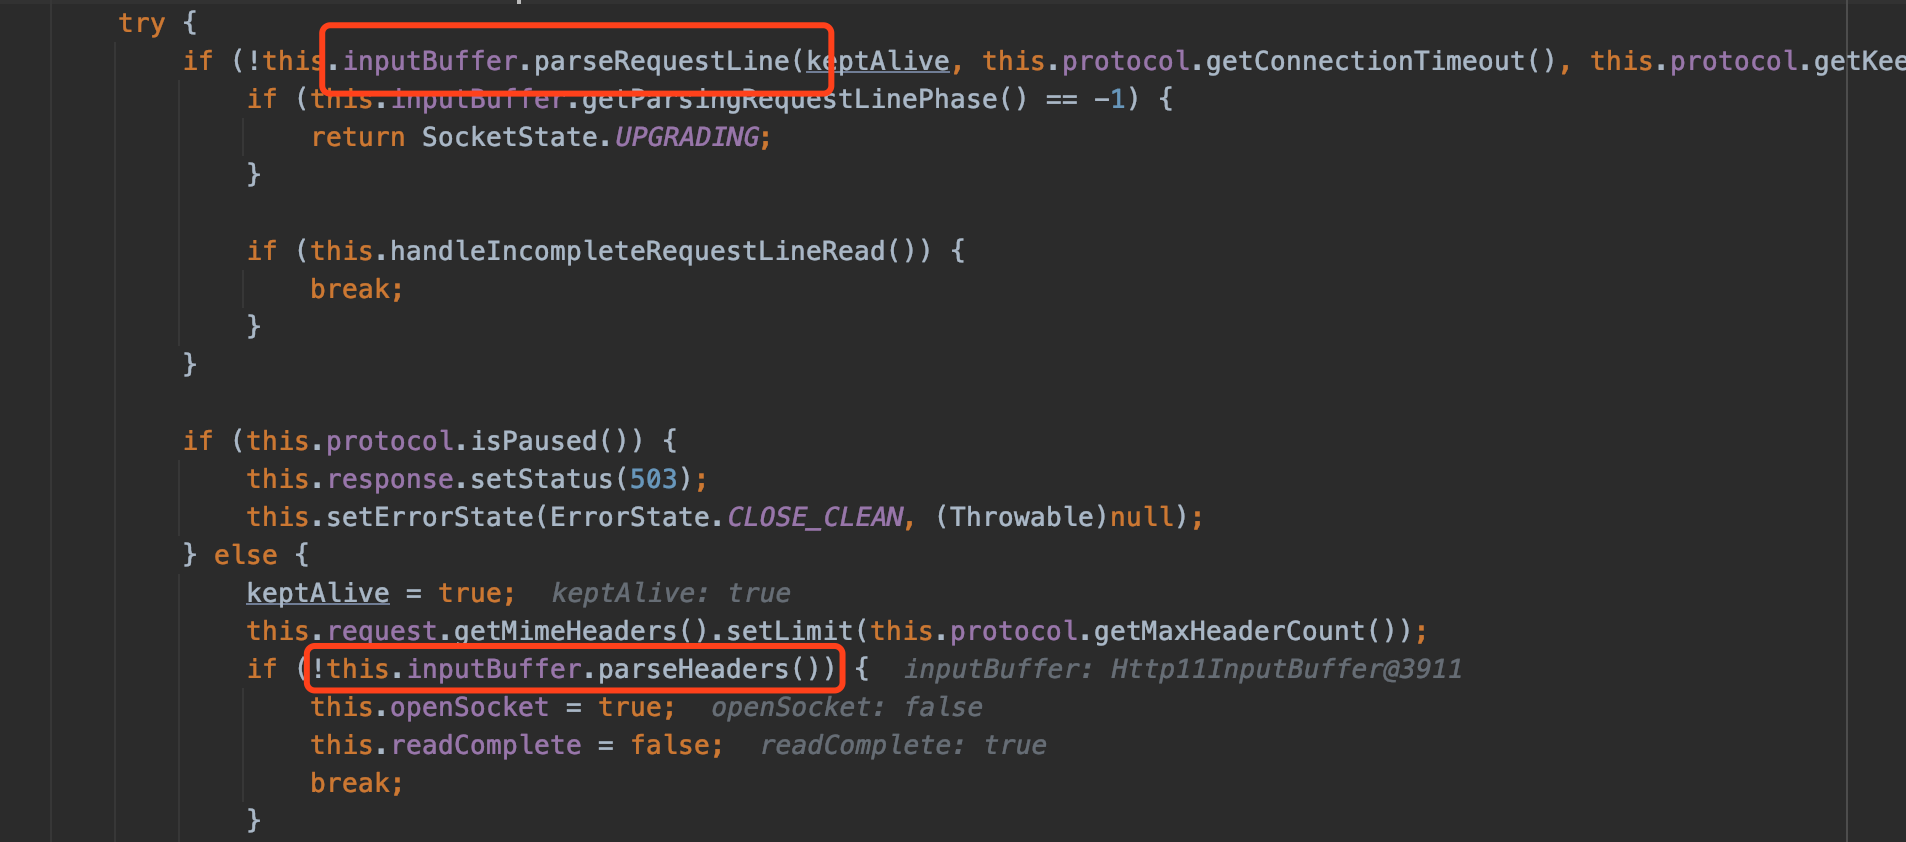 try {
if (!this.inputBuffer.parseRequestLine(keptAlive, this.protocol.getConnectionTimeout(), this.protocol.getKee
if (this.inputBuffer.getParsingRequestLinePhase() == -1) {
return SocketState.UPGRADING;
}
if (this.handleIncompleteRequestLineRead()) {
break;
}
}
if (this.protocol.isPaused()) {
this.response.setStatus(503);
this.setErrorState(ErrorState.CLOSE_CLEAN, (Throwable)null);
} else {
keptAlive = true; keptAlive: true
this.request.getMimeHeaders().setLimit(this.protocol.getMaxHeaderCount());
if (!this.inputBuffer.parseHeaders()) { inputBuffer: Http11InputBuffer@3911
this.openSocket = true; openSocket: false
this.readComplete = false; readComplete: true
break;
}